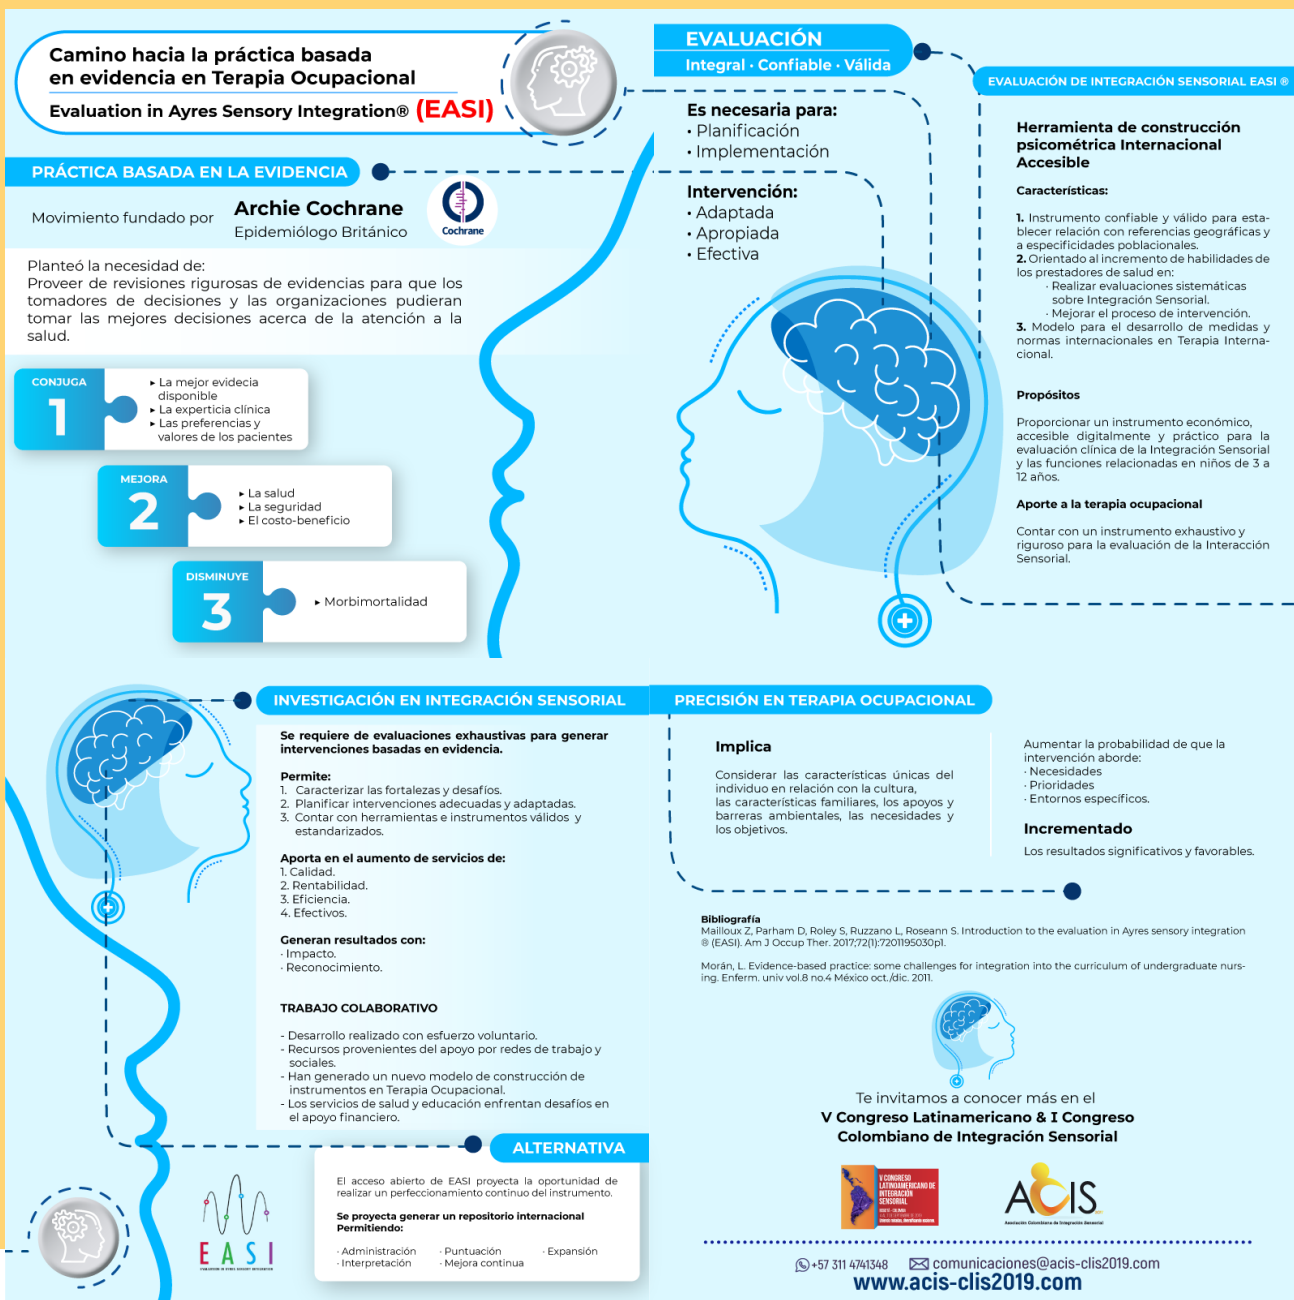 Camino hacia la práctica basada
en evidencia en Terapia Ocupacional
Evaluation in Ayres Sensory Integration® (EASI)
PRÁCTICA BASADA EN LA EVIDENCIA
Movimiento fundado por
Archie Cochrane
Epidemiólogo Británico
Cochrane
Planteó la necesidad de:
Proveer de revisiones rigurosas de evidencias para que los
tomadores de decisiones y las organizaciones pudieran
tomar las mejores decisiones acerca de la atención a la
salud.
CONJUGA
1
▸ La mejor evidecia
disponible
▸ La experticia clínica
▸ Las preferencias y
valores de los pacientes
MEJORA
2
▸ La salud
▸ La seguridad
▸ El costo-beneficio
DISMINUYE
3
▸ Morbimortalidad
EVALUACIÓN
Integral · Confiable · Válida
Es necesaria para:
• Planificación
• Implementación
Intervención:
• Adaptada
• Apropiada
• Efectiva
EVALUACIÓN DE INTEGRACIÓN SENSORIAL EASI ®
Herramienta de construcción
psicométrica Internacional
Accesible
Características:
1. Instrumento confiable y válido para esta-
blecer relación con referencias geográficas y
a especificidades poblacionales.
2. Orientado al incremento de habilidades de
los prestadores de salud en:
· Realizar evaluaciones sistemáticas
sobre Integración Sensorial.
· Mejorar el proceso de intervención.
3. Modelo para el desarrollo de medidas y
normas internacionales en Terapia Interna-
cional.
Propósitos
Proporcionar un instrumento económico,
accesible digitalmente y práctico para la
evaluación clínica de la Integración Sensorial
y las funciones relacionadas en niños de 3 a
12 años.
Aporte a la terapia ocupacional
Contar con un instrumento exhaustivo y
riguroso para la evaluación de la Interacción
Sensorial.
INVESTIGACIÓN EN INTEGRACIÓN SENSORIAL
Se requiere de evaluaciones exhaustivas para generar
intervenciones basadas en evidencia.
Permite:
1. Caracterizar las fortalezas y desafíos.
2. Planificar intervenciones adecuadas y adaptadas.
3. Contar con herramientas e instrumentos válidos y
estandarizados.
Aporta en el aumento de servicios de:
1. Calidad.
2. Rentabilidad.
3. Eficiencia.
4. Efectivos.
Generan resultados con:
· Impacto.
· Reconocimiento.
TRABAJO COLABORATIVO
- Desarrollo realizado con esfuerzo voluntario.
- Recursos provenientes del apoyo por redes de trabajo y
sociales.
- Han generado un nuevo modelo de construcción de
instrumentos en Terapia Ocupacional.
- Los servicios de salud y educación enfrentan desafíos en
el apoyo financiero.
ALTERNATIVA
El acceso abierto de EASI proyecta la oportunidad de
realizar un perfeccionamiento continuo del instrumento.
Se proyecta generar un repositorio internacional
Permitiendo:
· Administración · Puntuación · Expansión
· Interpretación · Mejora continua
EASI
EVALUATION IN AYRES SENSORY INTEGRATION
PRECISIÓN EN TERAPIA OCUPACIONAL
Implica
Considerar las características únicas del
individuo en relación con la cultura,
las características familiares, los apoyos y
barreras ambientales, las necesidades y
los objetivos.
Aumentar la probabilidad de que la
intervención aborde:
· Necesidades
· Prioridades
· Entornos específicos.
Incrementado
Los resultados significativos y favorables.
Bibliografía
Mailloux Z, Parham D, Roley S, Ruzzano L, Roseann S. Introduction to the evaluation in Ayres sensory integration
® (EASI). Am J Occup Ther. 2017;72(1):7201195030p1.
Morán, L. Evidence-based practice: some challenges for integration into the curriculum of undergraduate nurs-
ing. Enferm. univ vol.8 no.4 México oct./dic. 2011.
Te invitamos a conocer más en el
V Congreso Latinamericano & I Congreso
Colombiano de Integración Sensorial
V CONGRESO
LATINOAMERICANO DE
INTEGRACIÓN
SENSORIAL
ACIS
Asociación Colombiana de Integración Sensorial
+57 311 4741348 comunicaciones@acis-clis2019.com
www.acis-clis2019.com